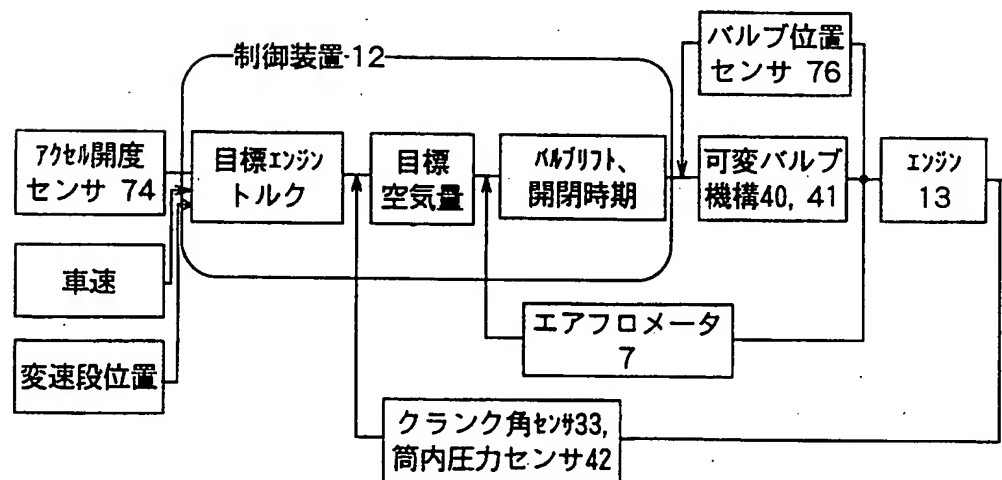 制御装置12
バルブ位置
センサ 76
アクセル開度
センサ 74
目標エンジン
トルク
目標
空気量
バルブリフト、
開閉時期
可変バルブ
機構40, 41
エンジン
13
車速
変速段位置
エアフロメータ
7
クランク角センサ33,
筒内圧力センサ42